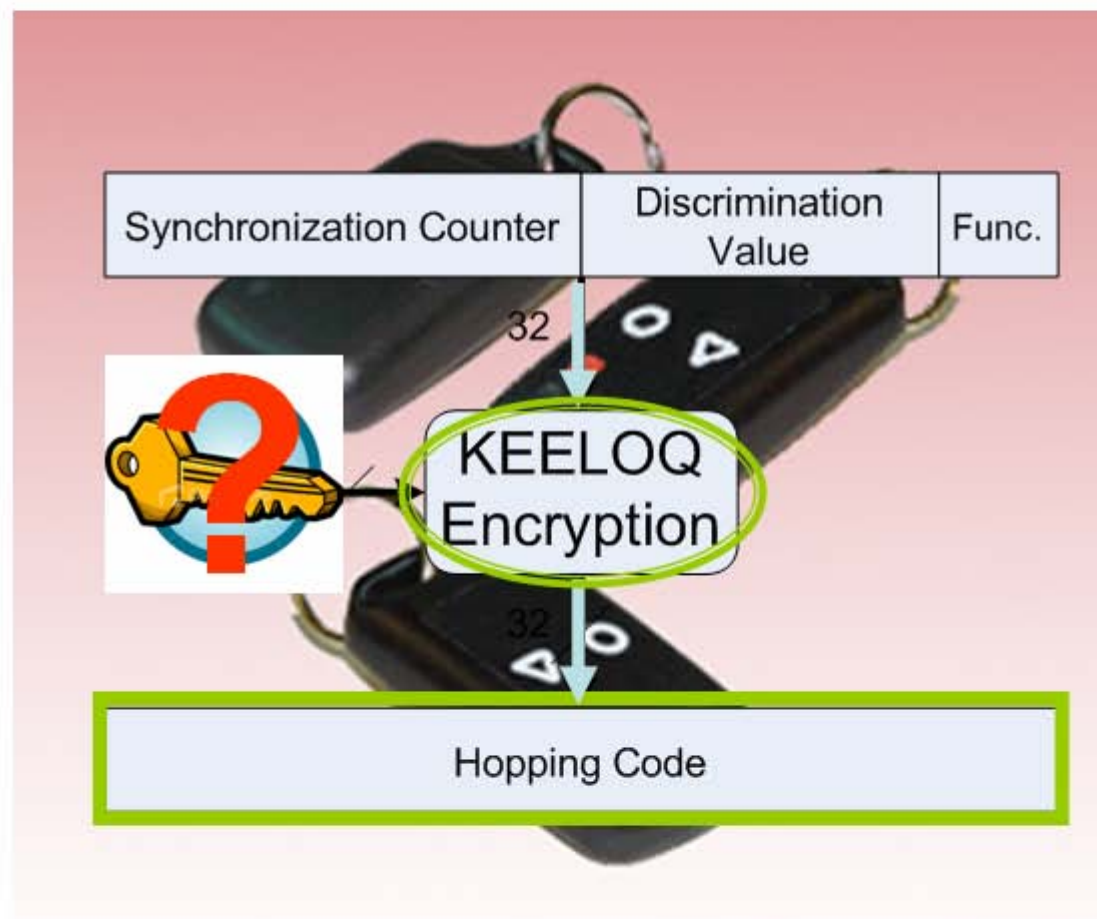 Synchronization Counter
Discrimination
Value
Func.
32
?
KEELOQ
Encryption
32
Hopping Code